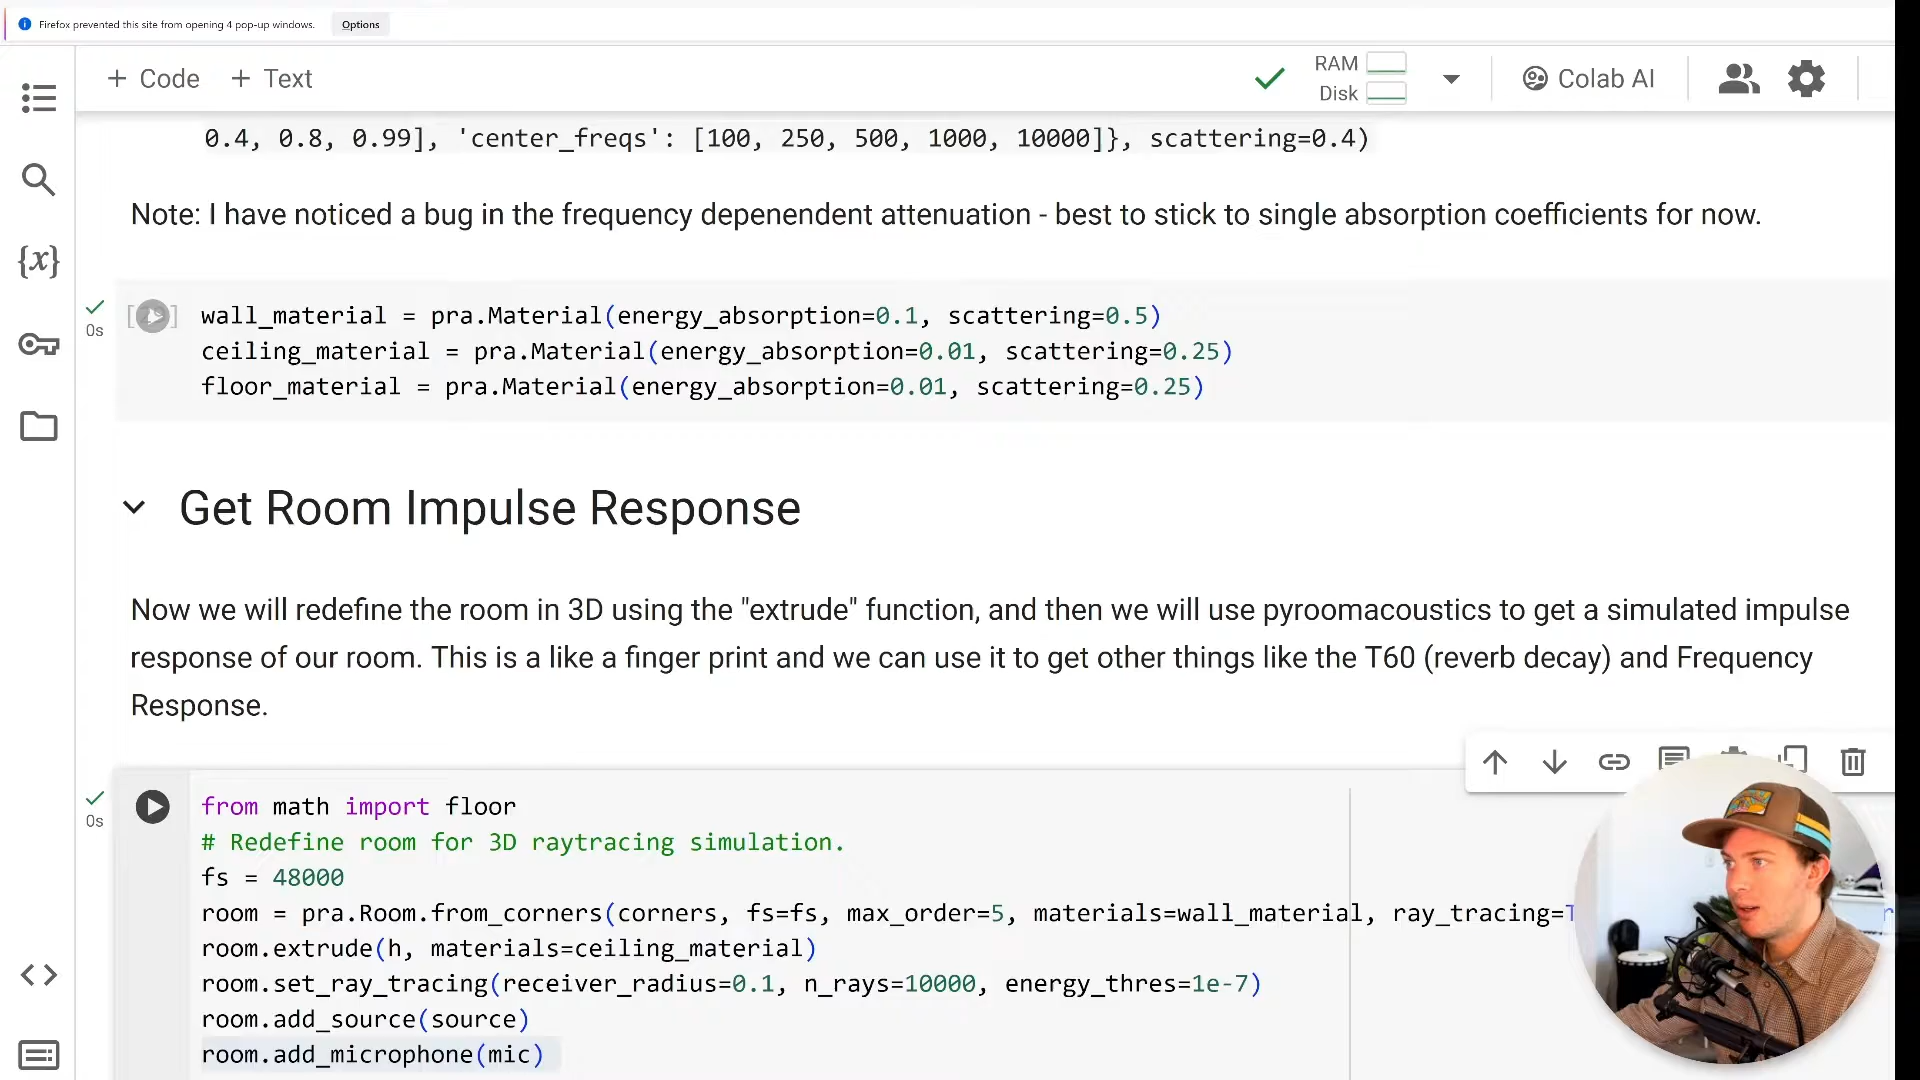 Firefox prevented this site from opening 4 pop-up windows. Options
+ Code + Text
RAM
Disk
Colab AI
0.4, 0.8, 0.99], 'center_freqs': [100, 250, 500, 1000, 10000]}, scattering=0.4)
Note: I have noticed a bug in the frequency depenendent attenuation - best to stick to single absorption coefficients for now.
{x}
0s
wall_material = pra.Material(energy_absorption=0.1, scattering=0.5)
ceiling_material = pra.Material(energy_absorption=0.01, scattering=0.25)
floor_material = pra.Material(energy_absorption=0.01, scattering=0.25)
Get Room Impulse Response
Now we will redefine the room in 3D using the "extrude" function, and then we will use pyroomacoustics to get a simulated impulse
response of our room. This is a like a finger print and we can use it to get other things like the T60 (reverb decay) and Frequency
Response.
0s
from math import floor
# Redefine room for 3D raytracing simulation.
fs = 48000
room = pra.Room.from_corners(corners, fs=fs, max_order=5, materials=wall_material, ray_tracing=T
room.extrude(h, materials=ceiling_material)
room.set_ray_tracing(receiver_radius=0.1, n_rays=10000, energy_thres=1e-7)
room.add_source(source)
room.add_microphone(mic)